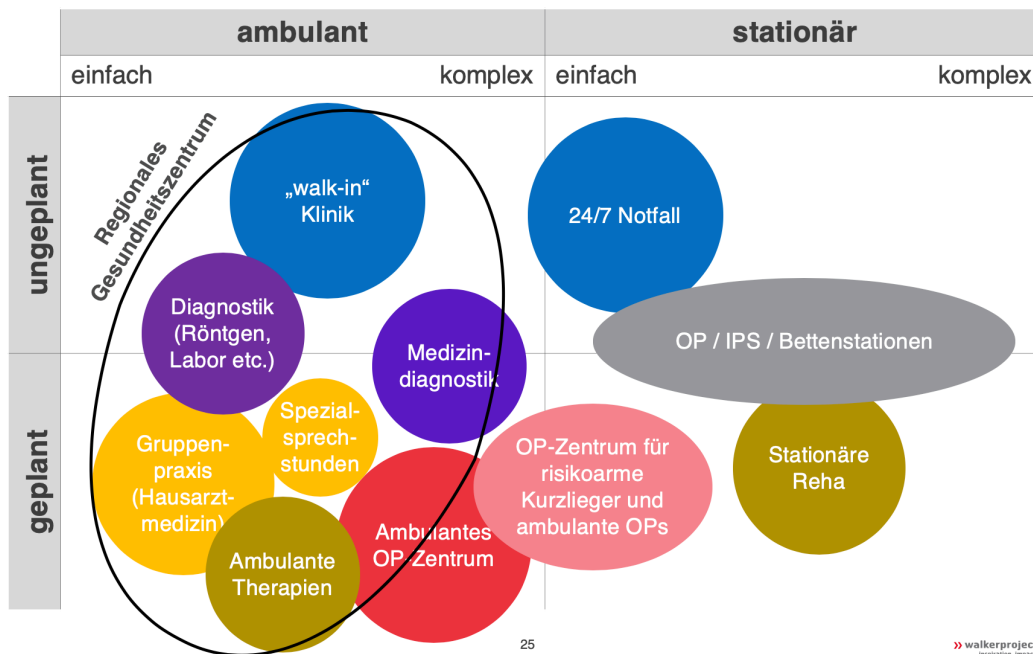 ambulant
stationär
einfach
komplex
einfach
komplex
ungeplant
geplant
Regionales
Gesundheitszentrum
„walk-in“
Klinik
24/7 Notfall
Diagnostik
(Röntgen,
Labor etc.)
Medizin-
diagnostik
OP / IPS / Bettenstationen
Spezial-
sprech-
stunden
Gruppen-
praxis
(Hausarzt-
medizin)
OP-Zentrum für
risikoarme
Kurzlieger und
ambulante OPs
Stationäre
Reha
Ambulante
Therapien
Ambulantes
OP-Zentrum
25
» walkerprojec